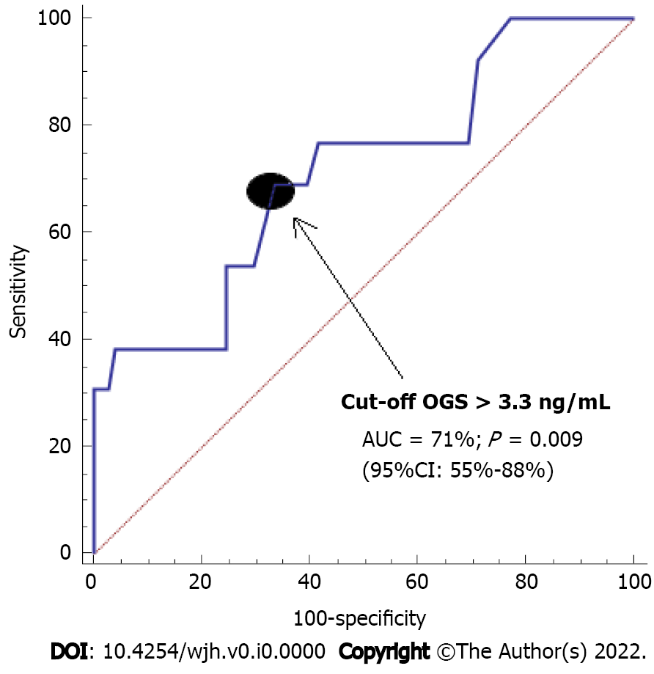 100
80
60
40
20
0
Sensitivity
Cut-off OGS > 3.3 ng/mL
AUC = 71%; P = 0.009
(95%CI: 55%-88%)
0 20 40 60 80 100
100-specificity
DOI: 10.4254/wjh.v0.i0.0000 Copyright ©The Author(s) 2022.